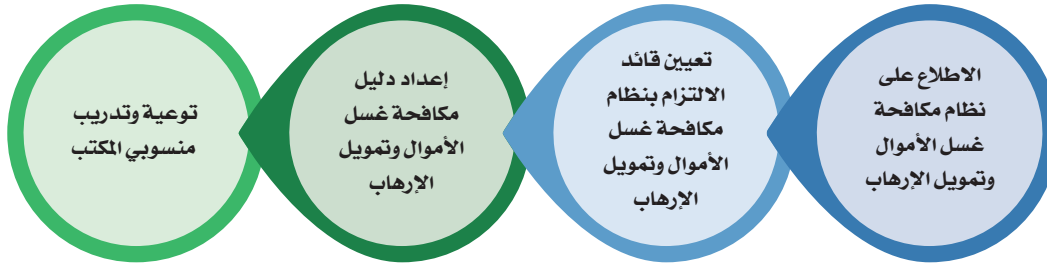 الاطلاع على
نظام مكافحة
غسل الأموال
وتمويل الإرهاب
تعيين قائد
الالتزام بنظام
مكافحة غسل
الأموال وتمويل
الإرهاب
إعداد دليل
مكافحة غسل
الأموال وتمويل
الإرهاب
توعية وتدريب
منسوبي المكتب